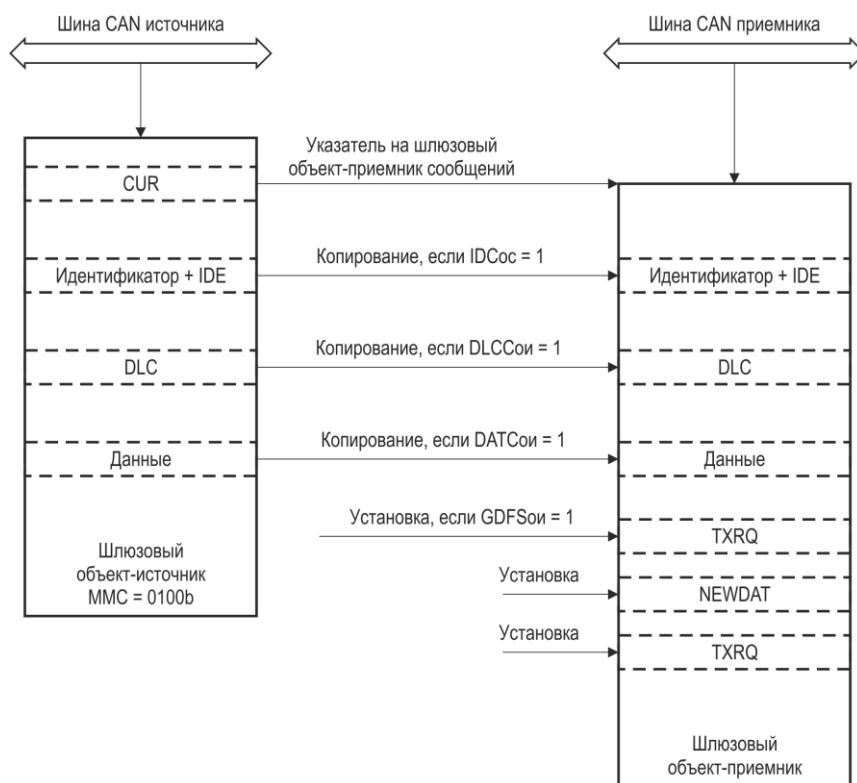 Шина CAN источника
Шина CAN приемника
Указатель на шлюзовый
объект-приемник сообщений
CUR
Копирование, если IDCос = 1
Идентификатор + IDE
Идентификатор + IDE
Копирование, если DLCCои = 1
DLC
DLC
Копирование, если DATCои = 1
Данные
Данные
Установка, если GDFSои = 1
TXRQ
Шлюзовый
объект-источник
MMC = 0100b
Установка
NEWDAT
Установка
TXRQ
Шлюзовый
объект-приемник